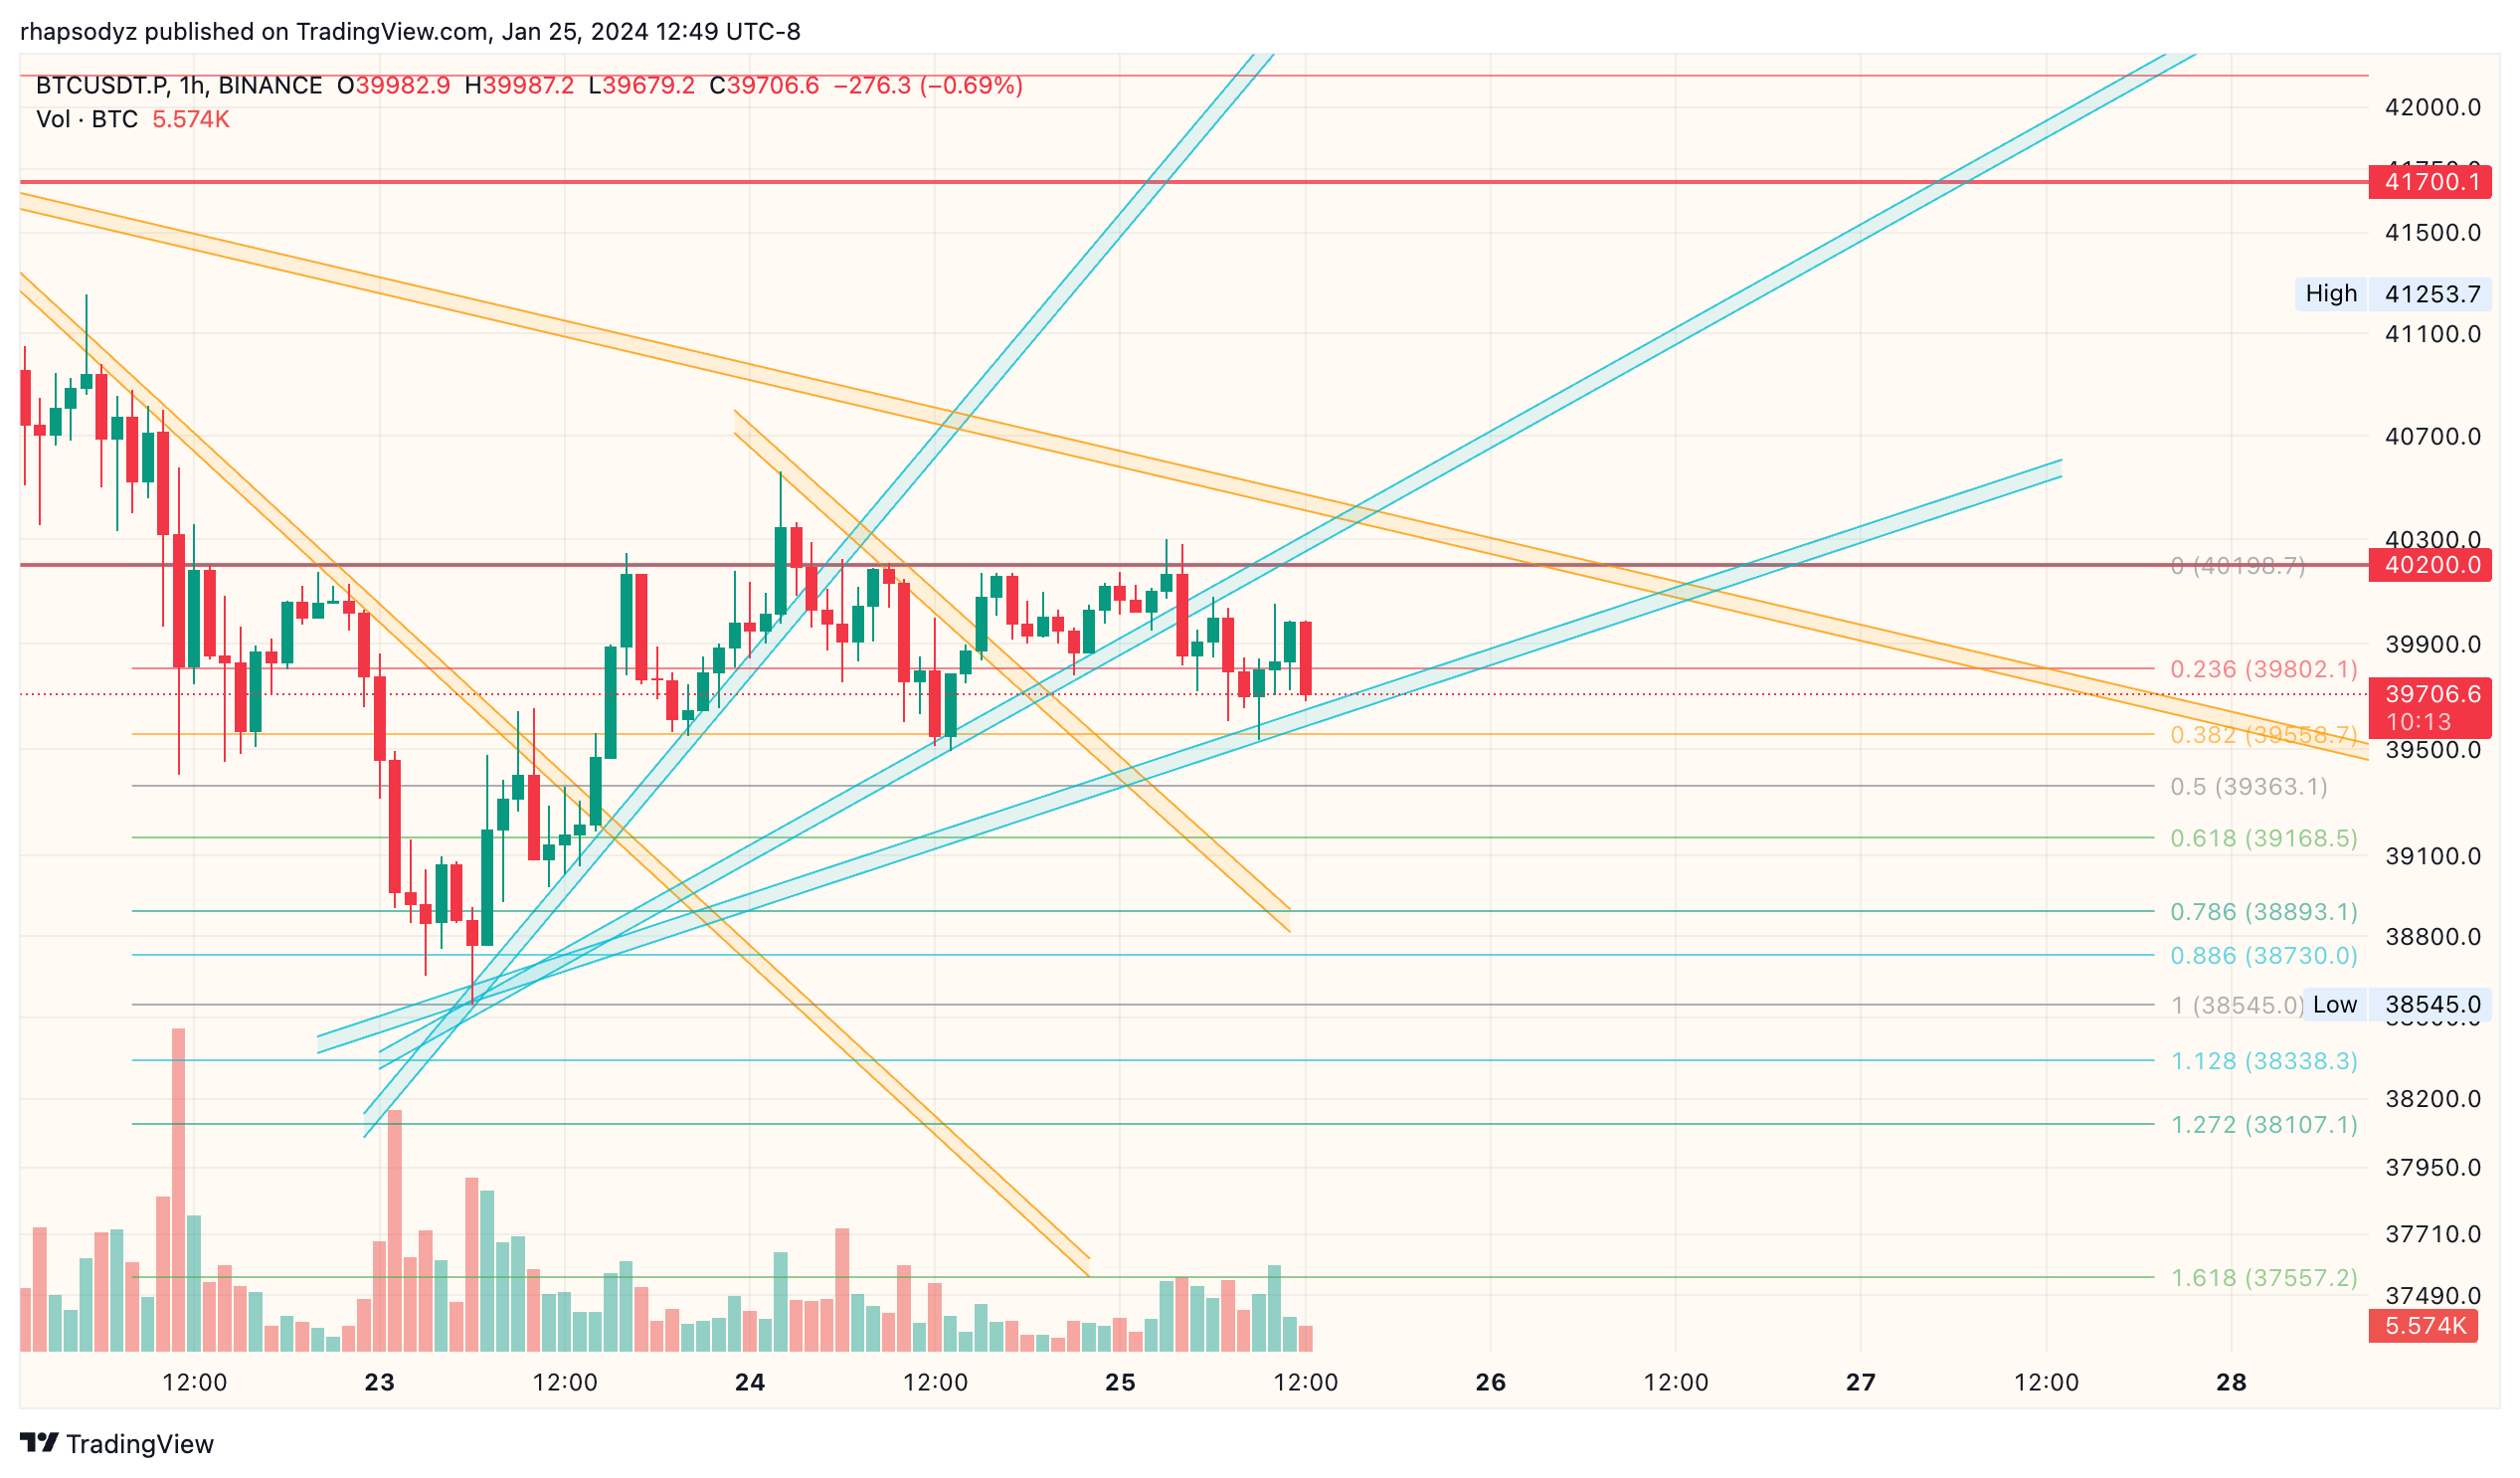 rhapsodyz published on TradingView.com, Jan 25, 2024 12:49 UTC-8
BTCUSDT.P, 1h, BINANCE O39982.9 H39987.2 L39679.2 C39706.6 −276.3 (−0.69%)
Vol · BTC 5.574K
42000.0
41700.1
41500.0
High 41253.7
41100.0
40700.0
40300.0
0 (40198.7) 40200.0
39900.0
0.236 (39802.1)
39706.6
10:13
0.382 (39558.7)
39500.0
0.5 (39363.1)
0.618 (39168.5)
39100.0
0.786 (38893.1)
38800.0
0.886 (38730.0)
1 (38545.0) Low 38545.0
1.128 (38338.3)
38200.0
1.272 (38107.1)
37950.0
37710.0
1.618 (37557.2)
37490.0
5.574K
12:00 23 12:00 24 12:00 25 12:00 26 12:00 27 12:00 28
TradingView